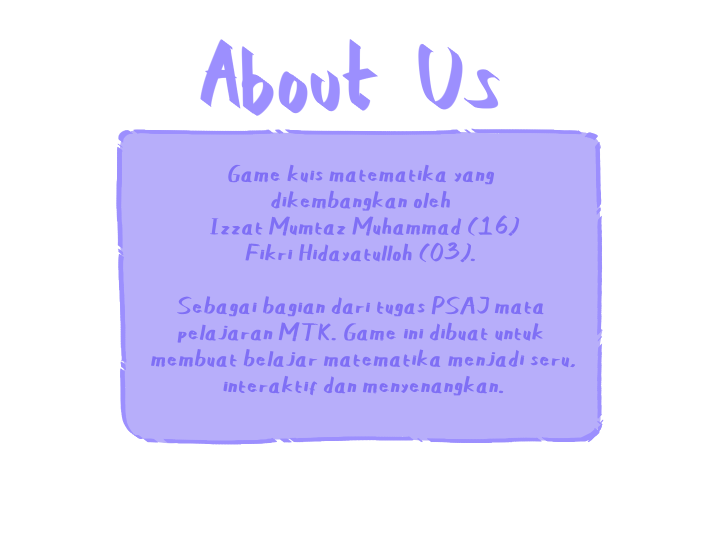 About Us
Game kuis matematika yang
dikembangkan oleh
Izzat Mumtaz Muhammad (16)
Fikri Hidayatulloh (03).
Sebagai bagian dari tugas PSAJ mata
pelajaran MTK. Game ini dibuat untuk
membuat belajar matematika menjadi seru,
interaktif dan menyenangkan.